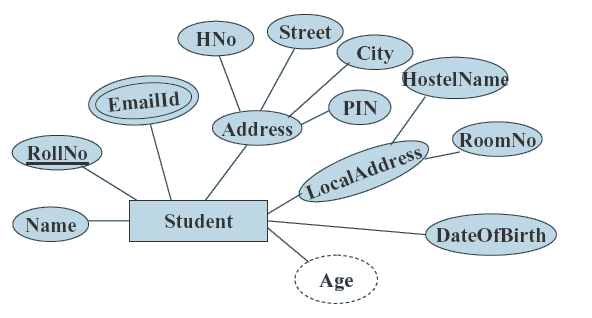 HNo
Street
City
HostelName
EmailId
PIN
Address
RoomNo
RollNo
LocalAddress
Name
Student
DateOfBirth
Age